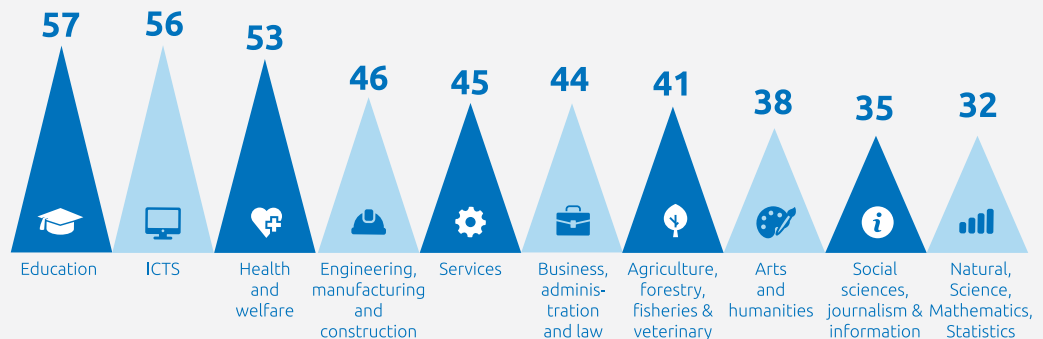 57
56
53
46
45
44
41
38
35
32
i
Education
ICTS
Health
and
welfare
Engineering,
manufacturing
and
construction
Services
Business,
adminis-
tration
and law
Agriculture,
forestry,
fisheries &
veterinary
Arts
and
humanities
Social
sciences,
journalism &
information
Natural,
Science,
Mathematics,
Statistics